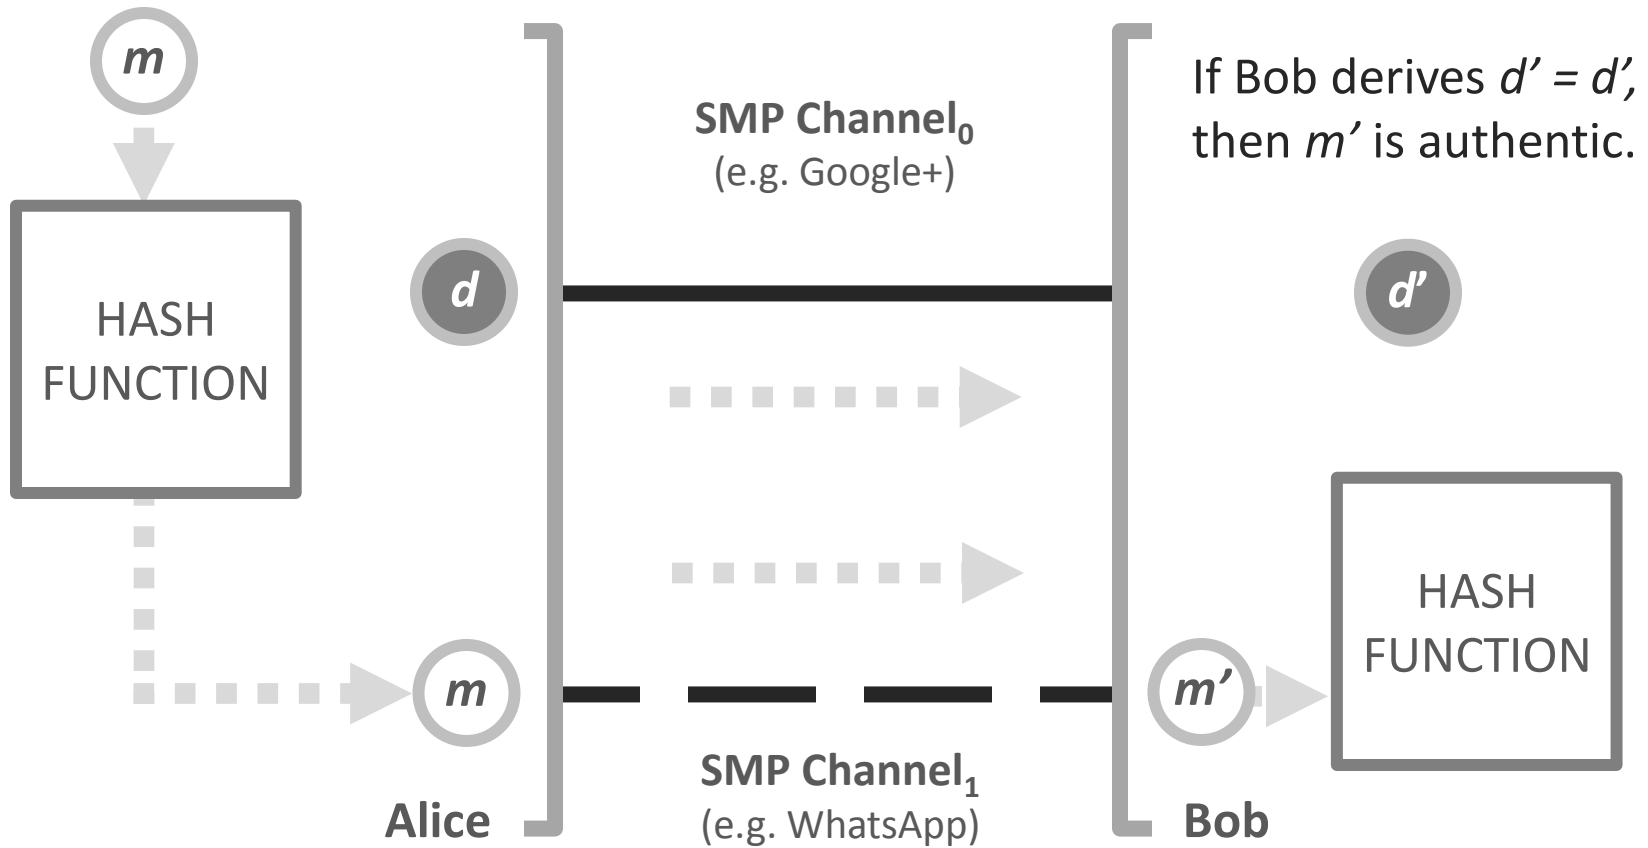 m
SMP Channel₀
(e.g. Google+)
If Bob derives d’ = d’,
then m’ is authentic.
HASH
FUNCTION
d
d’
HASH
FUNCTION
m
m’
SMP Channel₁
(e.g. WhatsApp)
Alice
Bob